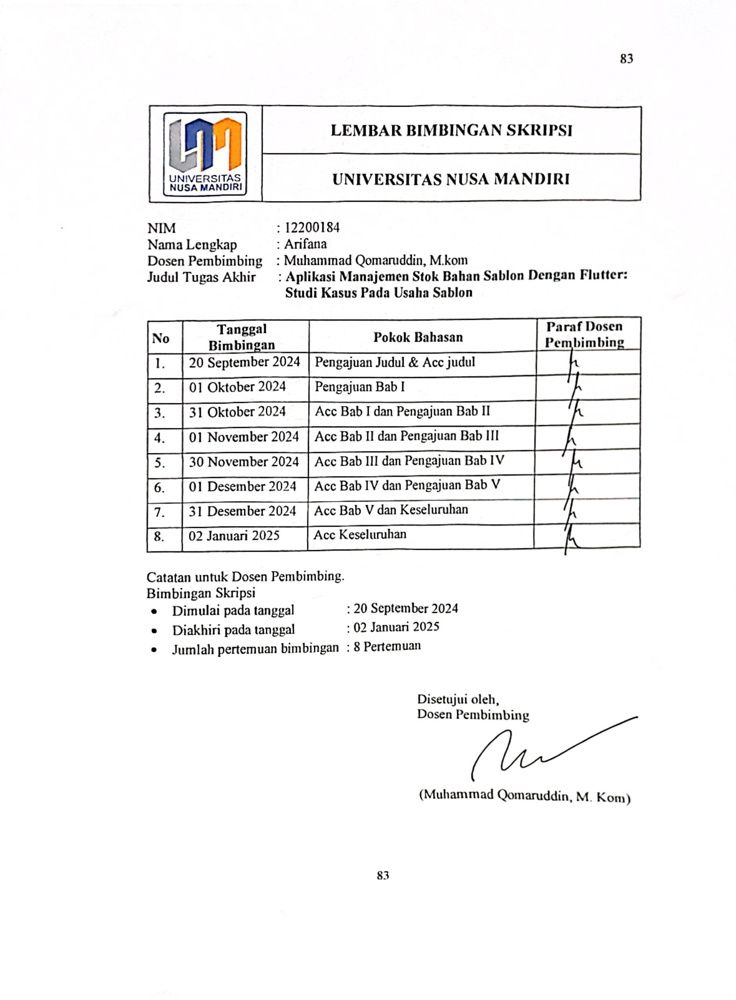 83
LEMBAR BIMBINGAN SKRIPSI
UNIVERSITAS
NUSA MANDIRI
UNIVERSITAS NUSA MANDIRI
NIM : 12200184
Nama Lengkap : Arifana
Dosen Pembimbing : Muhammad Qomaruddin, M.kom
Judul Tugas Akhir : Aplikasi Manajemen Stok Bahan Sablon Dengan Flutter:
Studi Kasus Pada Usaha Sablon
No Tanggal Bimbingan Pokok Bahasan Paraf Dosen Pembimbing
1. 20 September 2024 Pengajuan Judul & Acc judul
2. 01 Oktober 2024 Pengajuan Bab I
3. 31 Oktober 2024 Acc Bab I dan Pengajuan Bab II
4. 01 November 2024 Acc Bab II dan Pengajuan Bab III
5. 30 November 2024 Acc Bab III dan Pengajuan Bab IV
6. 01 Desember 2024 Acc Bab IV dan Pengajuan Bab V
7. 31 Desember 2024 Acc Bab V dan Keseluruhan
8. 02 Januari 2025 Acc Keseluruhan
Catatan untuk Dosen Pembimbing.
Bimbingan Skripsi
• Dimulai pada tanggal : 20 September 2024
• Diakhiri pada tanggal : 02 Januari 2025
• Jumlah pertemuan bimbingan : 8 Pertemuan
Disetujui oleh,
Dosen Pembimbing
(Muhammad Qomaruddin, M. Kom)
83